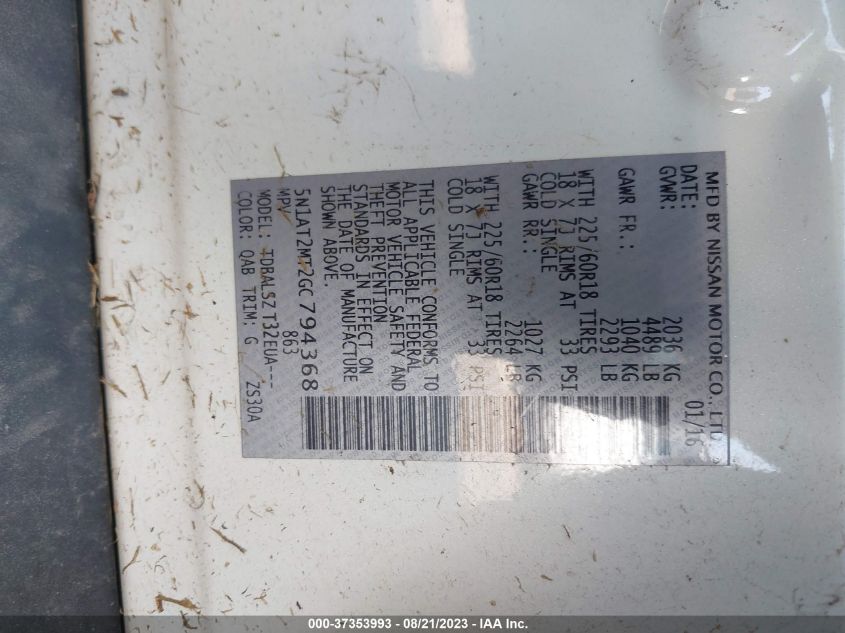 MFD BY NISSAN MOTOR CO., LTD
DATE: 01/16
GVWR: 2036 KG
4489 LB
GAWR FR.: 1040 KG
2293 LB
WITH 225/60R18 TIRES
18 X 7J RIMS AT 33 PSI
COLD SINGLE
GAWR RR.: 1027 KG
2264 LB
WITH 225/60R18 TIRES
18 X 7J RIMS AT 33 PSI
COLD SINGLE
THIS VEHICLE CONFORMS TO
ALL APPLICABLE FEDERAL
MOTOR VEHICLE SAFETY AND
THEFT PREVENTION
STANDARDS IN EFFECT ON
THE DATE OF MANUFACTURE
SHOWN ABOVE.
5N1AT2MT2GC794368
MPV 863
MODEL: TDBALSZ T32EUA---
COLOR: QAB TRIM: G ZS30A
000-37353993 - 08/21/2023 - IAA Inc.